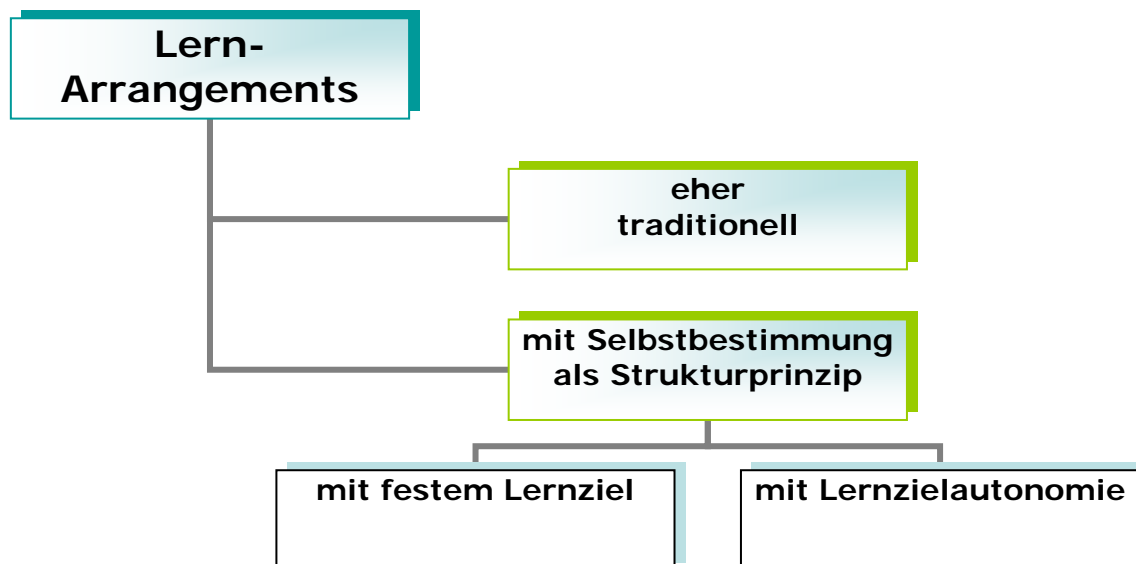 Lern-
Arrangements
eher
traditionell
mit Selbstbestimmung
als Strukturprinzip
mit festem Lernziel
mit Lernzielautonomie